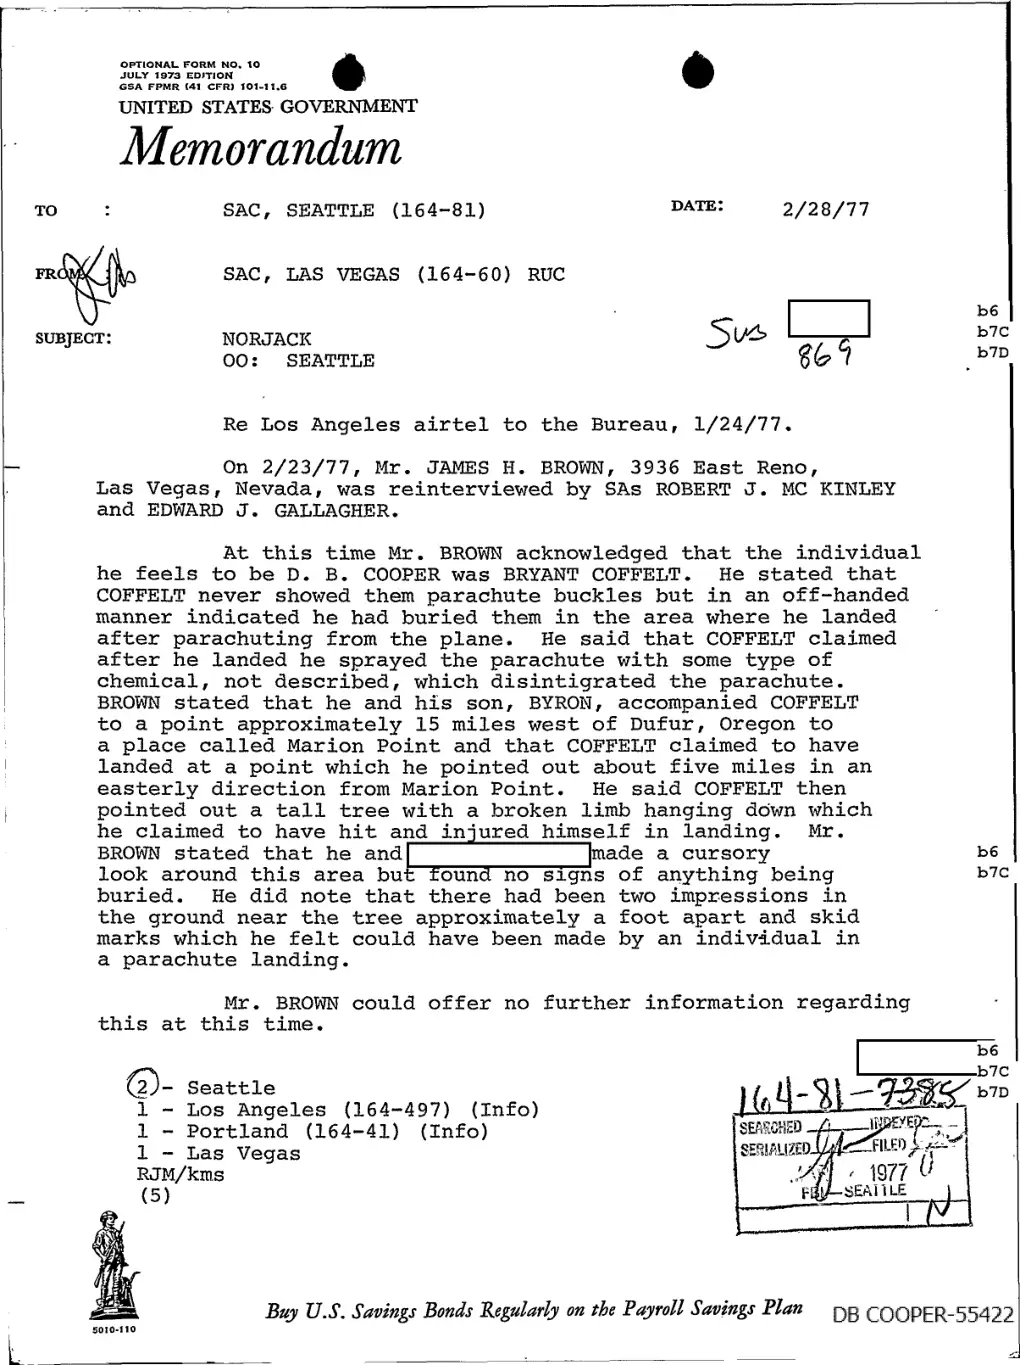 OPTIONAL FORM NO. 10
JULY 1973 EDITION
GSA FPMR (41 CFR) 101-11.6
UNITED STATES GOVERNMENT
Memorandum
TO : SAC, SEATTLE (164-81) DATE: 2/28/77
FROM SAC, LAS VEGAS (164-60) RUC
SUBJECT: NORJACK
OO: SEATTLE
Sub
869
b6
b7C
b7D
Re Los Angeles airtel to the Bureau, 1/24/77.
On 2/23/77, Mr. JAMES H. BROWN, 3936 East Reno,
Las Vegas, Nevada, was reinterviewed by SAs ROBERT J. MC KINLEY
and EDWARD J. GALLAGHER.
At this time Mr. BROWN acknowledged that the individual
he feels to be D. B. COOPER was BRYANT COFFELT. He stated that
COFFELT never showed them parachute buckles but in an off-handed
manner indicated he had buried them in the area where he landed
after parachuting from the plane. He said that COFFELT claimed
after he landed he sprayed the parachute with some type of
chemical, not described, which disintigrated the parachute.
BROWN stated that he and his son, BYRON, accompanied COFFELT
to a point approximately 15 miles west of Dufur, Oregon to
a place called Marion Point and that COFFELT claimed to have
landed at a point which he pointed out about five miles in an
easterly direction from Marion Point. He said COFFELT then
pointed out a tall tree with a broken limb hanging down which
he claimed to have hit and injured himself in landing. Mr.
BROWN stated that he and made a cursory
look around this area but found no signs of anything being
buried. He did note that there had been two impressions in
the ground near the tree approximately a foot apart and skid
marks which he felt could have been made by an individual in
a parachute landing.
b6
b7C
Mr. BROWN could offer no further information regarding
this at this time.
b6
b7C
b7D
2 - Seattle
1 - Los Angeles (164-497) (Info)
1 - Portland (164-41) (Info)
1 - Las Vegas
RJM/kms
(5)
164-81-7385
SEARCHED INDEXED
SERIALIZED FILED
1977
FBI-SEATTLE
5010-110
Buy U.S. Savings Bonds Regularly on the Payroll Savings Plan
DB COOPER-55422